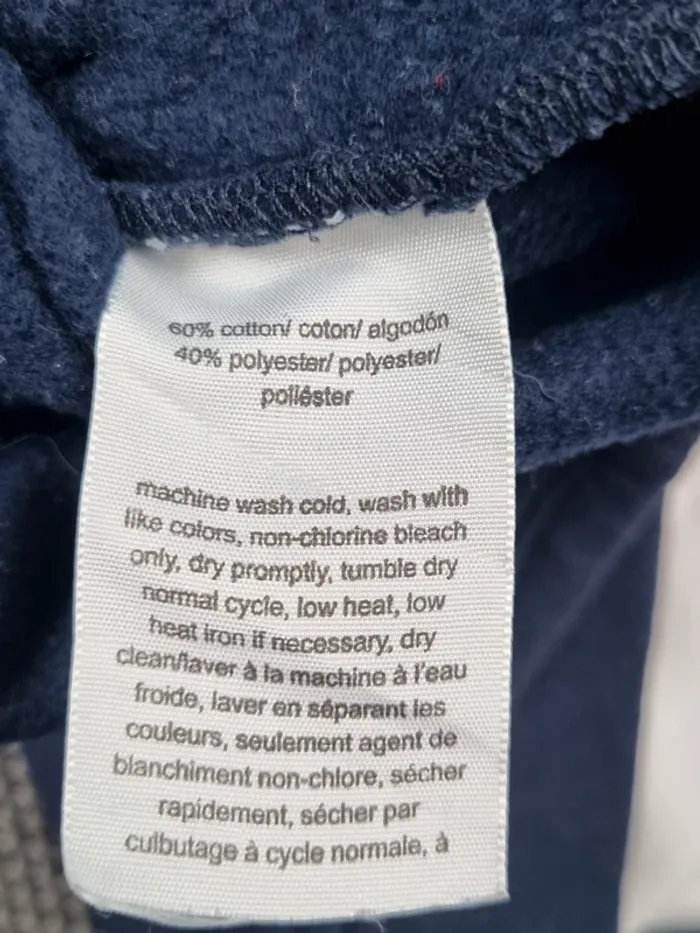 60% cotton/ coton/ algodón
40% polyester/ polyester/
poliéster
machine wash cold, wash with
like colors, non-chlorine bleach
only, dry promptly, tumble dry
normal cycle, low heat, low
heat iron if necessary, dry
clean/laver à la machine à l'eau
froide, laver en séparant les
couleurs, seulement agent de
blanchiment non-chlore, sécher
rapidement, sécher par
culbutage à cycle normale, à